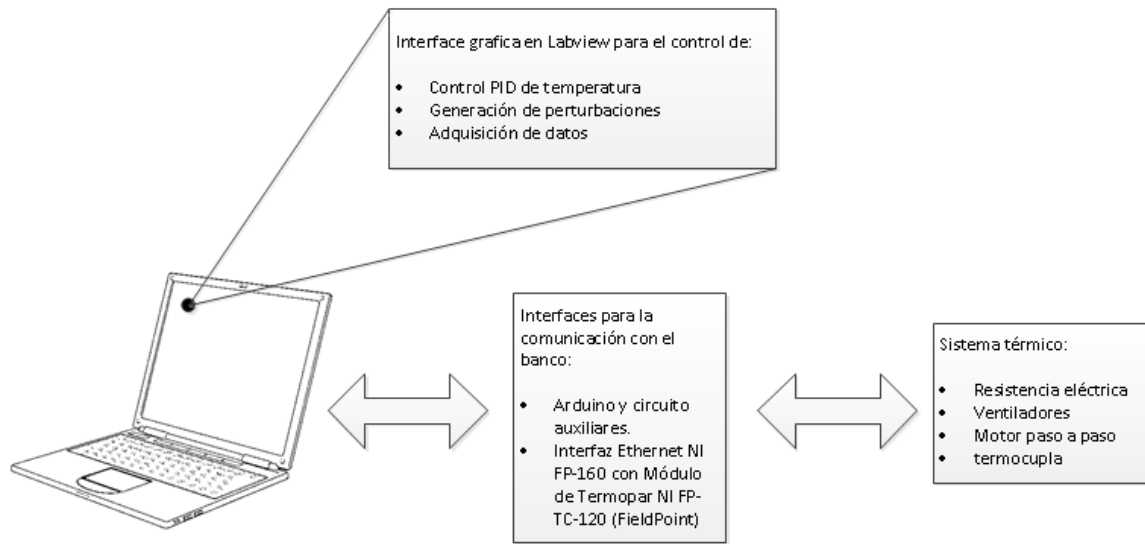 Interface grafica en Labview para el control de:
• Control PID de temperatura
• Generación de perturbaciones
• Adquisición de datos
Interfaces para la
comunicación con el
banco:
• Arduino y circuito
auxiliares.
• Interfaz Ethernet NI
FP-160 con Módulo
de Termopar NI FP-
TC-120 (FieldPoint)
Sistema térmico:
• Resistencia eléctrica
• Ventiladores
• Motor paso a paso
• termocupla